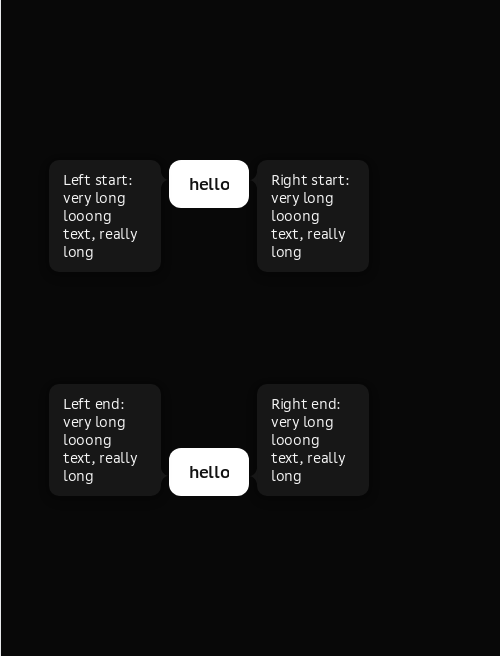 Left start:
very long
looong
text, really
long
hello
Right start:
very long
looong
text, really
long
Left end:
very long
looong
text, really
long
hello
Right end:
very long
looong
text, really
long